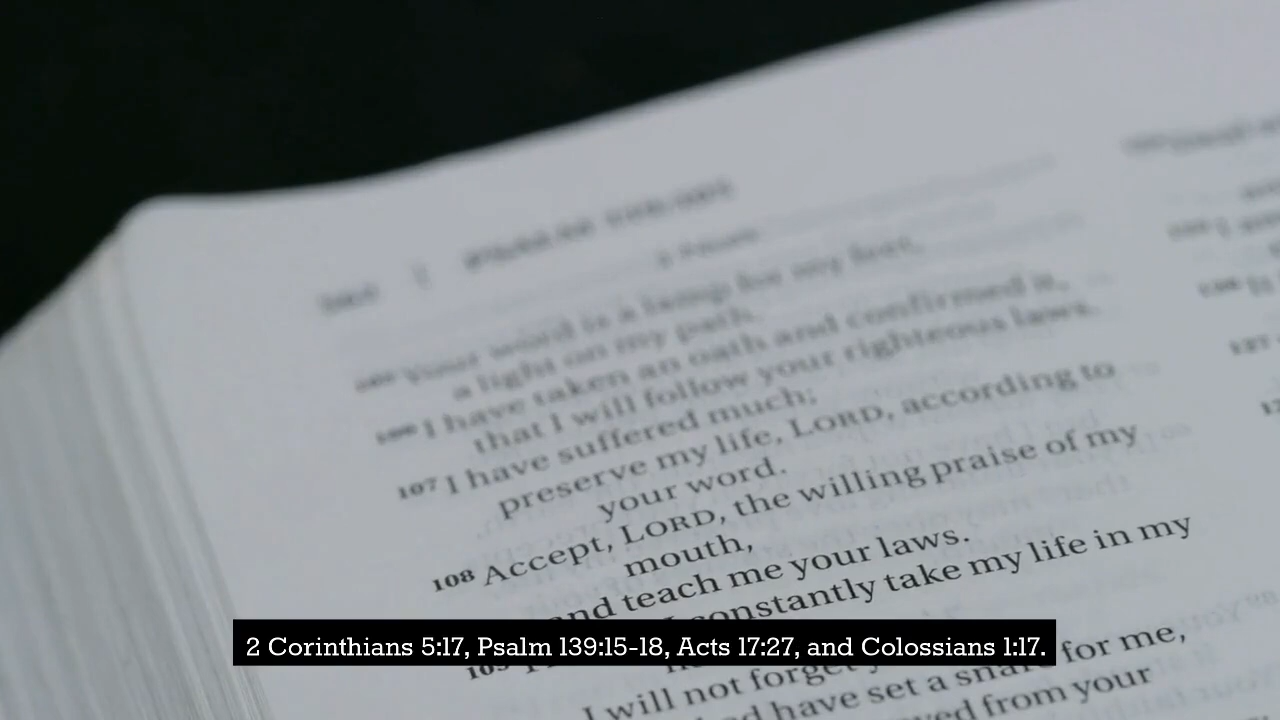 105 Your word is a lamp for my feet,
a light on my path.
106 I have taken an oath and confirmed it,
that I will follow your righteous laws.
107 I have suffered much;
preserve my life, LORD, according to
your word.
108 Accept, LORD, the willing praise of my
mouth,
and teach me your laws.
constantly take my life in my
will not forget
have set a snare for me,
from your
2 Corinthians 5:17, Psalm 139:15-18, Acts 17:27, and Colossians 1:17.